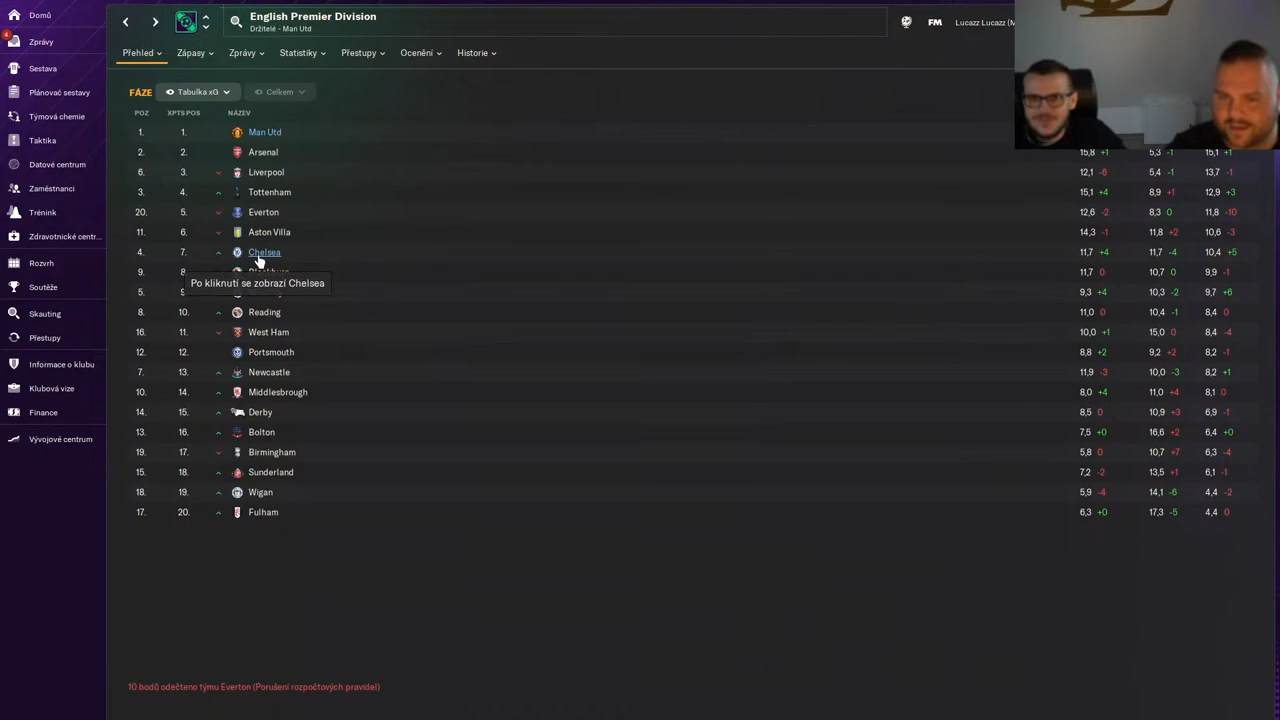 Domů
4
Zprávy
Sestava
Plánovač sestavy
Týmová chemie
Taktika
Datové centrum
Zaměstnanci
Trénink
Zdravotnické centr...
Rozvrh
Soutěže
Skauting
Přestupy
Informace o klubu
Klubová vize
Finance
Vývojové centrum
English Premier Division
Držitelé - Man Utd
FM
Lucazz Lucazz (M
Přehled Zápasy Zprávy Statistiky Přestupy Ocenění Historie
FÁZE Tabulka xG Celkem
POZ XPTS POS NÁZEV
1. 1. Man Utd
2. 2. Arsenal 15,8 +1 5,3 -1 15,1 +1
6. 3. Liverpool 12,1 -6 5,4 -1 13,7 -1
3. 4. Tottenham 15,1 +4 8,9 +1 12,9 +3
20. 5. Everton 12,6 -2 8,3 0 11,8 -10
11. 6. Aston Villa 14,3 -1 11,8 +2 10,6 -3
4. 7. Chelsea 11,7 +4 11,7 -4 10,4 +5
9. 8. Blackburn 11,7 0 10,7 0 9,9 -1
Po kliknutí se zobrazí Chelsea
5. 9. 9,3 +4 10,3 -2 9,7 +6
8. 10. Reading 11,0 0 10,4 -1 8,4 0
16. 11. West Ham 10,0 +1 15,0 0 8,4 -4
12. 12. Portsmouth 8,8 +2 9,2 +2 8,2 -1
7. 13. Newcastle 11,9 -3 10,0 -3 8,2 +1
10. 14. Middlesbrough 8,0 +4 11,0 +4 8,1 0
14. 15. Derby 8,5 0 10,9 +3 6,9 -1
13. 16. Bolton 7,5 +0 16,6 +2 6,4 +0
19. 17. Birmingham 5,8 0 10,7 +7 6,3 -4
15. 18. Sunderland 7,2 -2 13,5 +1 6,1 -1
18. 19. Wigan 5,9 -4 14,1 -6 4,4 -2
17. 20. Fulham 6,3 +0 17,3 -5 4,4 0
10 bodů odečteno týmu Everton (Porušení rozpočtových pravidel)